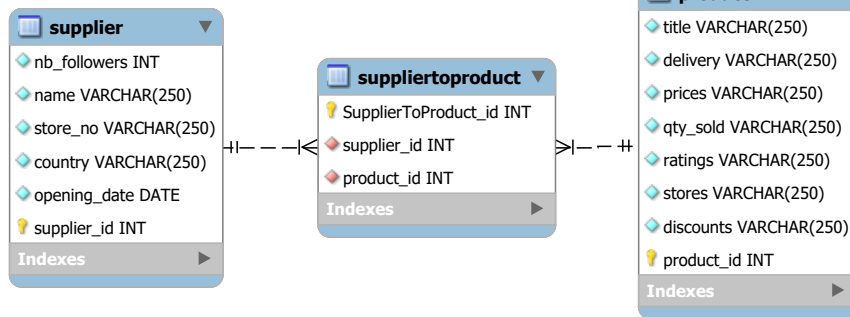 supplier
nb_followers INT
name VARCHAR(250)
store_no VARCHAR(250)
country VARCHAR(250)
opening_date DATE
supplier_id INT
Indexes
suppliertoproduct
SupplierToProduct_id INT
supplier_id INT
product_id INT
Indexes
title VARCHAR(250)
delivery VARCHAR(250)
prices VARCHAR(250)
qty_sold VARCHAR(250)
ratings VARCHAR(250)
stores VARCHAR(250)
discounts VARCHAR(250)
product_id INT
Indexes